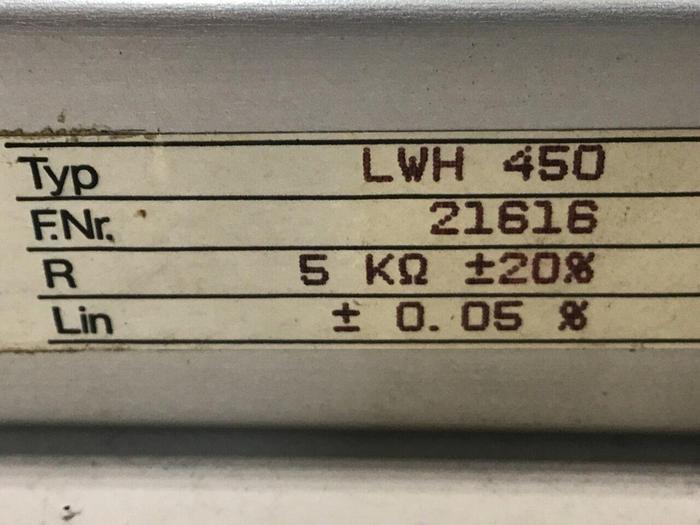 Typ LWH 450
F.Nr. 21616
R 5 KΩ ±20%
Lin ± 0.05 %